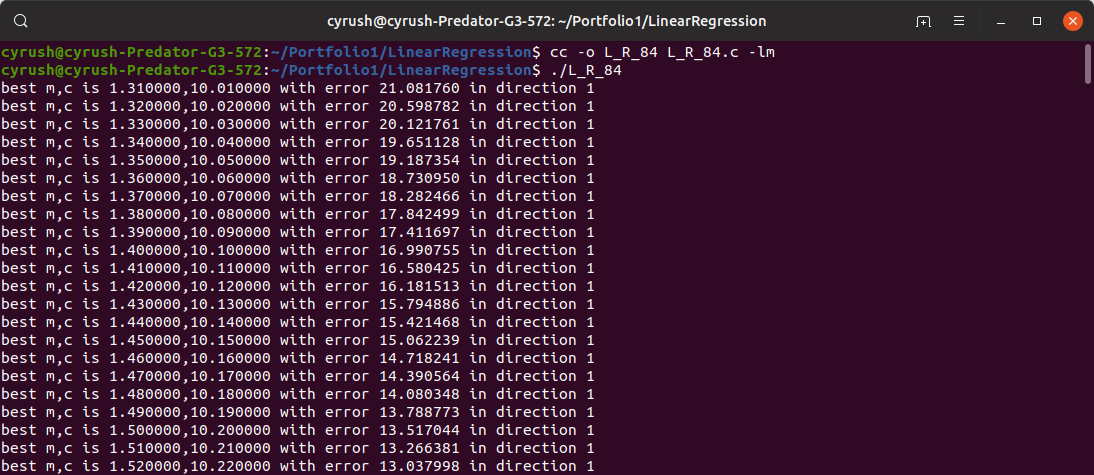 cyrush@cyrush-Predator-G3-572: ~/Portfolio1/LinearRegression
cyrush@cyrush-Predator-G3-572:~/Portfolio1/LinearRegression$ cc -o L_R_84 L_R_84.c -lm
cyrush@cyrush-Predator-G3-572:~/Portfolio1/LinearRegression$ ./L_R_84
best m,c is 1.310000,10.010000 with error 21.081760 in direction 1
best m,c is 1.320000,10.020000 with error 20.598782 in direction 1
best m,c is 1.330000,10.030000 with error 20.121761 in direction 1
best m,c is 1.340000,10.040000 with error 19.651128 in direction 1
best m,c is 1.350000,10.050000 with error 19.187354 in direction 1
best m,c is 1.360000,10.060000 with error 18.730950 in direction 1
best m,c is 1.370000,10.070000 with error 18.282466 in direction 1
best m,c is 1.380000,10.080000 with error 17.842499 in direction 1
best m,c is 1.390000,10.090000 with error 17.411697 in direction 1
best m,c is 1.400000,10.100000 with error 16.990755 in direction 1
best m,c is 1.410000,10.110000 with error 16.580425 in direction 1
best m,c is 1.420000,10.120000 with error 16.181513 in direction 1
best m,c is 1.430000,10.130000 with error 15.794886 in direction 1
best m,c is 1.440000,10.140000 with error 15.421468 in direction 1
best m,c is 1.450000,10.150000 with error 15.062239 in direction 1
best m,c is 1.460000,10.160000 with error 14.718241 in direction 1
best m,c is 1.470000,10.170000 with error 14.390564 in direction 1
best m,c is 1.480000,10.180000 with error 14.080348 in direction 1
best m,c is 1.490000,10.190000 with error 13.788773 in direction 1
best m,c is 1.500000,10.200000 with error 13.517044 in direction 1
best m,c is 1.510000,10.210000 with error 13.266381 in direction 1
best m,c is 1.520000,10.220000 with error 13.037998 in direction 1